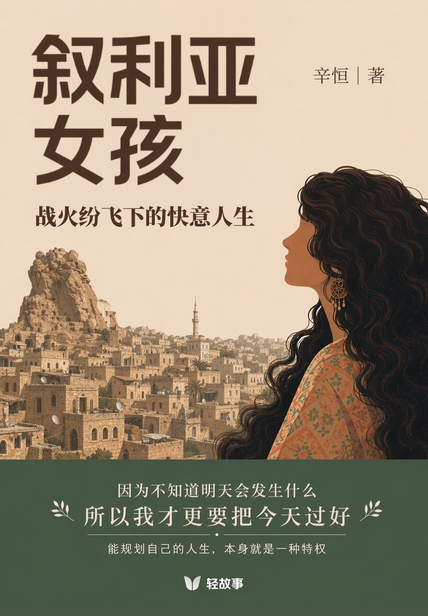 叙利亚
女孩
辛恒｜著
战火纷飞下的快意人生
因为不知道明天会发生什么
所以我才更要把今天过好
能规划自己的人生，本身就是一种特权
轻故事